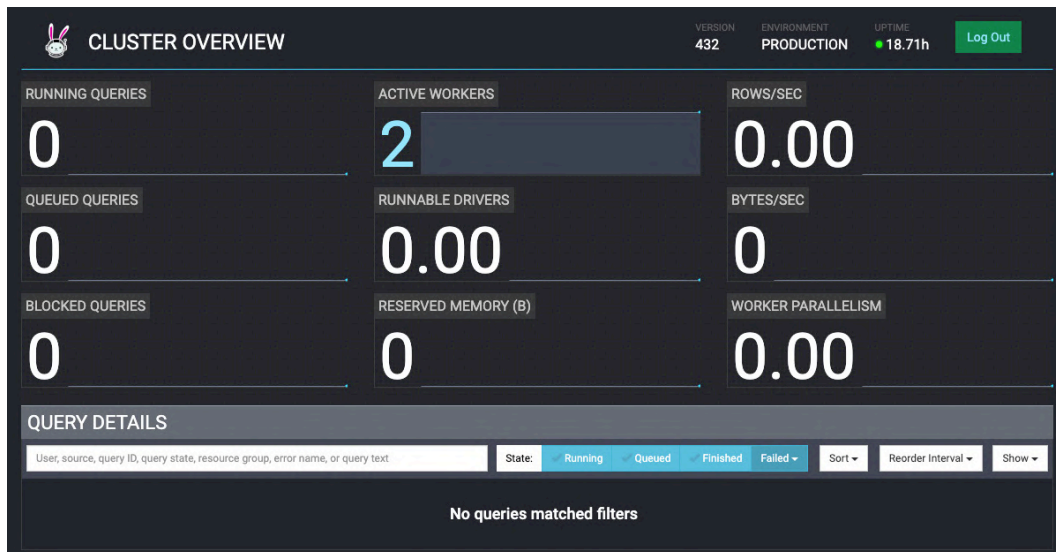 CLUSTER OVERVIEW
VERSION
432
ENVIRONMENT
PRODUCTION
UPTIME
18.71h
Log Out
RUNNING QUERIES
0
ACTIVE WORKERS
2
ROWS/SEC
0.00
QUEUED QUERIES
0
RUNNABLE DRIVERS
0.00
BYTES/SEC
0
BLOCKED QUERIES
0
RESERVED MEMORY (B)
0
WORKER PARALLELISM
0.00
QUERY DETAILS
User, source, query ID, query state, resource group, error name, or query text
State:
Running
Queued
Finished
Failed
Sort
Reorder Interval
Show
No queries matched filters